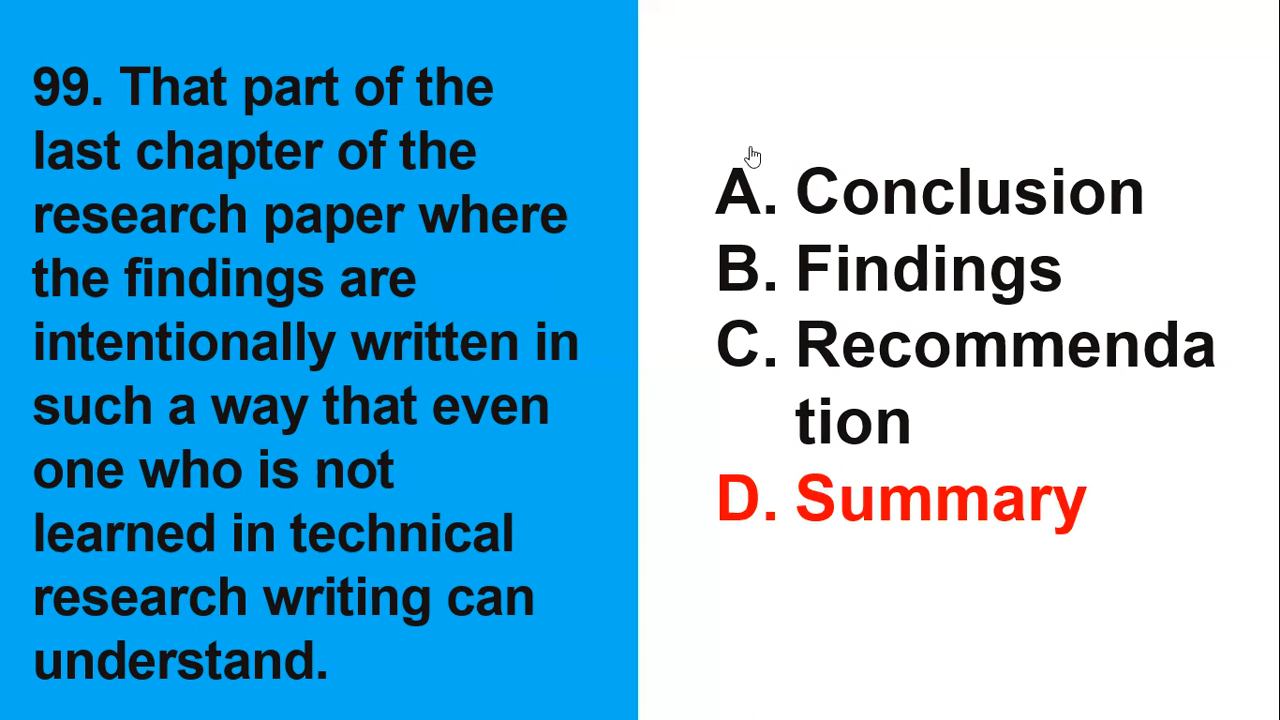 99. That part of the
last chapter of the
research paper where
the findings are
intentionally written in
such a way that even
one who is not
learned in technical
research writing can
understand.
A. Conclusion
B. Findings
C. Recommenda
tion
D. Summary